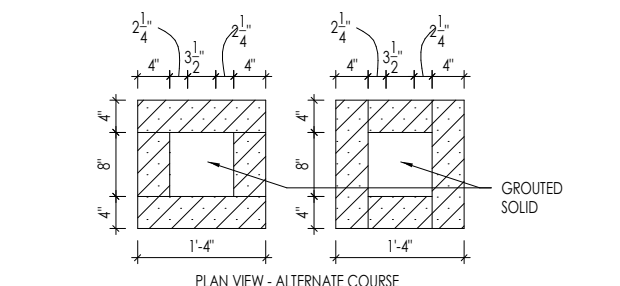 2 1/4" 2 1/4" 2 1/4" 2 1/4"
3 1/2" 3 1/2"
4" 4" 4" 4"
4" 4"
8" 8"
GROUTED
SOLID
4" 4"
1'-4" 1'-4"
PLAN VIEW - ALTERNATE COURSE